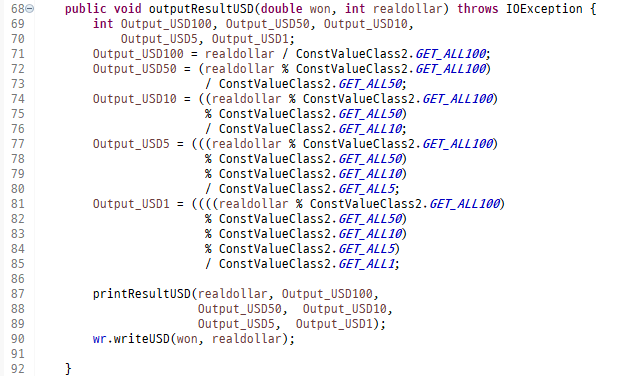 68 public void outputResultUSD(double won, int realdollar) throws IOException {
69 int Output_USD100, Output_USD50, Output_USD10,
70 Output_USD5, Output_USD1;
71 Output_USD100 = realdollar / ConstValueClass2.GET_ALL100;
72 Output_USD50 = (realdollar % ConstValueClass2.GET_ALL100)
73 / ConstValueClass2.GET_ALL50;
74 Output_USD10 = ((realdollar % ConstValueClass2.GET_ALL100)
75 % ConstValueClass2.GET_ALL50)
76 / ConstValueClass2.GET_ALL10;
77 Output_USD5 = (((realdollar % ConstValueClass2.GET_ALL100)
78 % ConstValueClass2.GET_ALL50)
79 % ConstValueClass2.GET_ALL10)
80 / ConstValueClass2.GET_ALL5;
81 Output_USD1 = ((((realdollar % ConstValueClass2.GET_ALL100)
82 % ConstValueClass2.GET_ALL50)
83 % ConstValueClass2.GET_ALL10)
84 % ConstValueClass2.GET_ALL5)
85 / ConstValueClass2.GET_ALL1;
86
87 printResultUSD(realdollar, Output_USD100,
88 Output_USD50, Output_USD10,
89 Output_USD5, Output_USD1);
90 wr.writeUSD(won, realdollar);
91
92 }